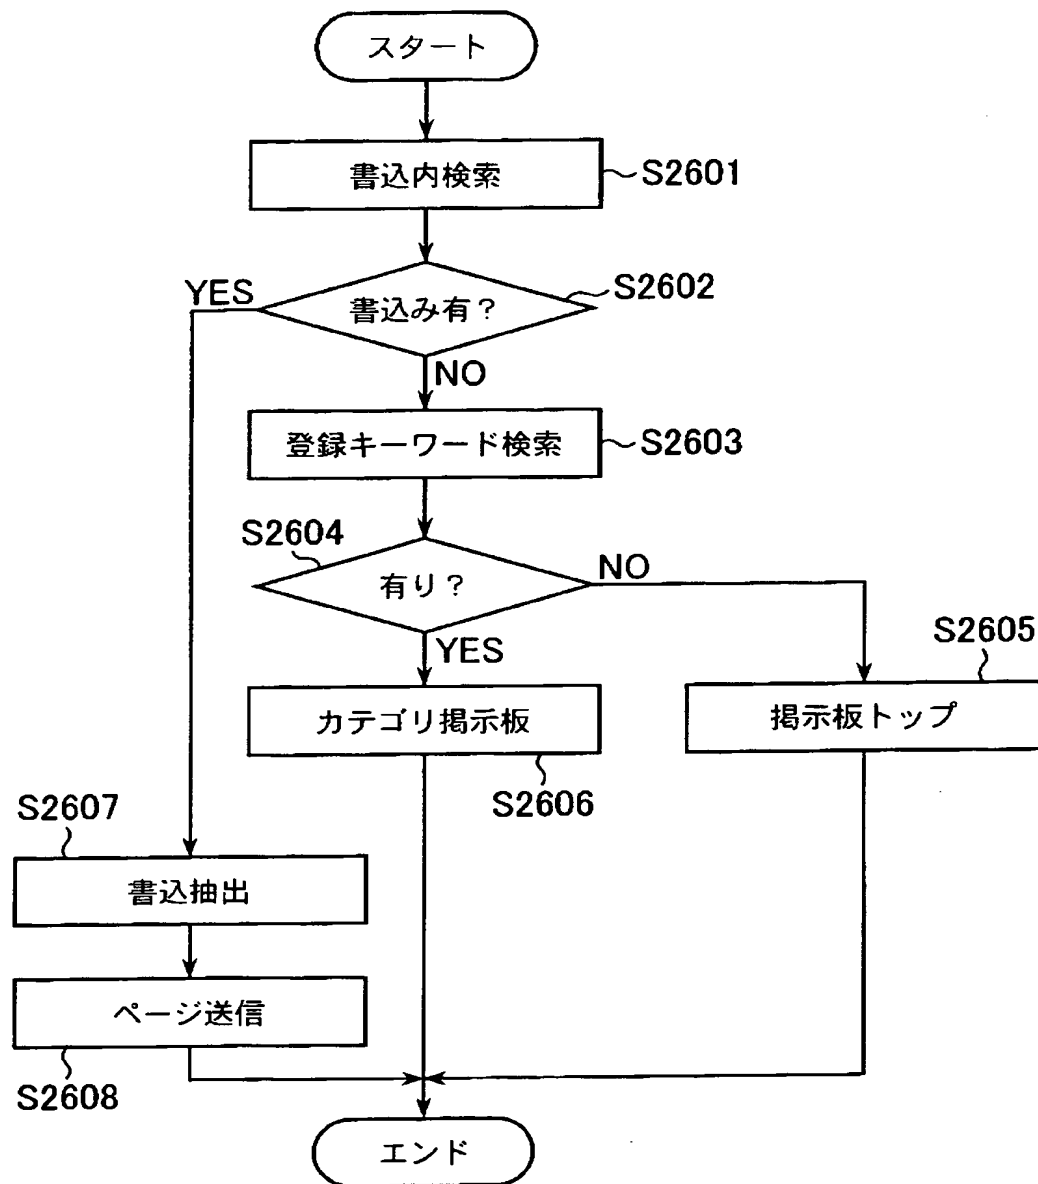 スタート
書込内検索
S2601
書込み有?
S2602
YES
NO
登録キーワード検索
S2603
S2604
有り?
NO
YES
S2605
カテゴリ掲示板
掲示板トップ
S2606
S2607
書込抽出
ページ送信
S2608
エンド